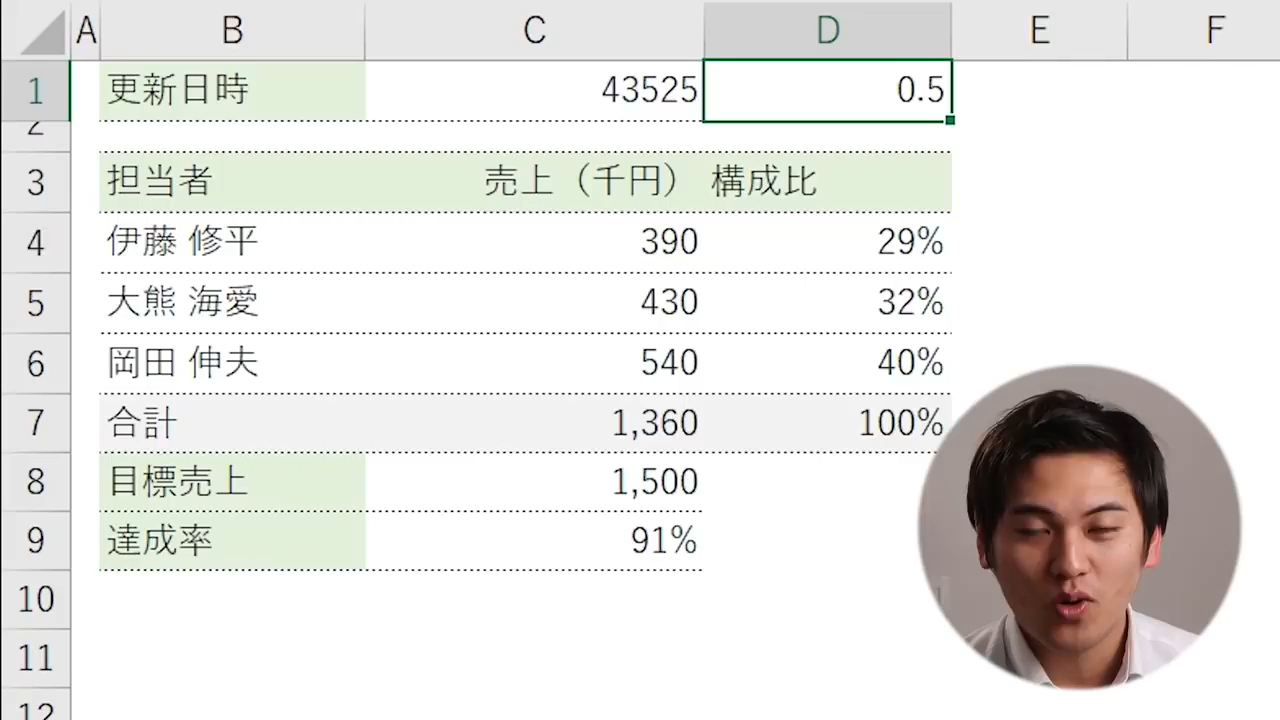 A B C D E F
1 更新日時 43525 0.5
2
3 担当者 売上（千円） 構成比
4 伊藤 修平 390 29%
5 大熊 海愛 430 32%
6 岡田 伸夫 540 40%
7 合計 1,360 100%
8 目標売上 1,500
9 達成率 91%
10
11
12